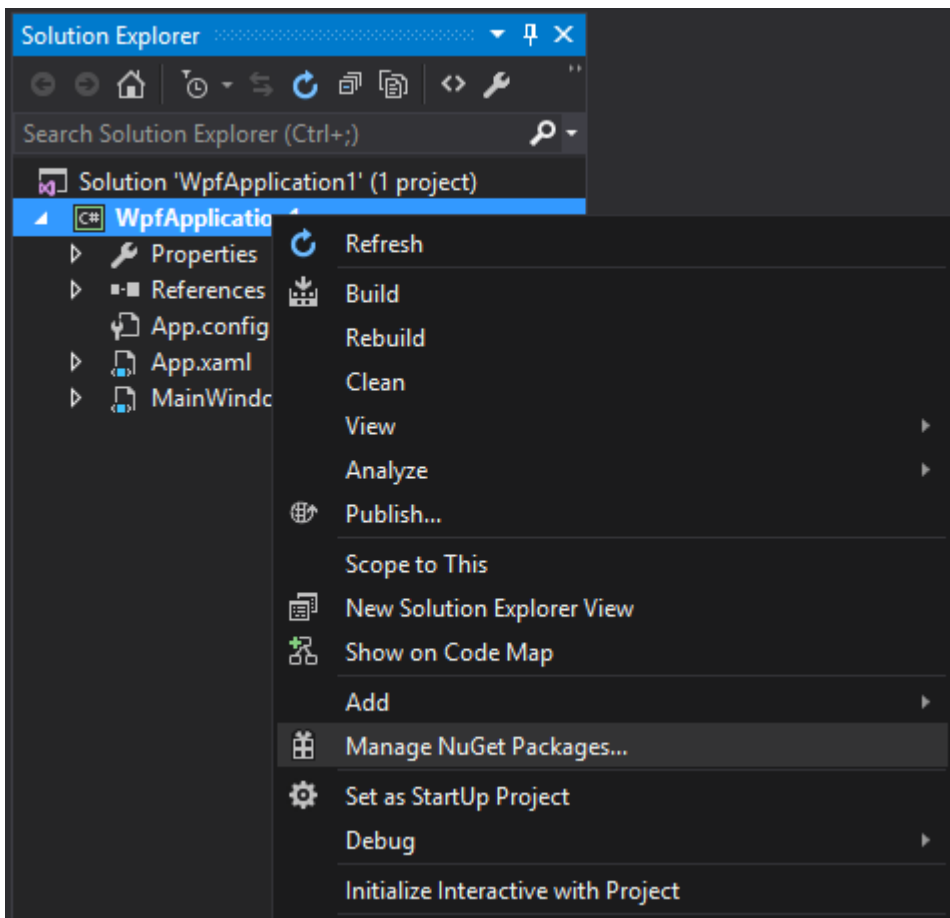 Solution Explorer
Search Solution Explorer (Ctrl+;)
Solution 'WpfApplication1' (1 project)
C# WpfApplication1
Properties
References
App.config
App.xaml
MainWindc
Refresh
Build
Rebuild
Clean
View
Analyze
Publish...
Scope to This
New Solution Explorer View
Show on Code Map
Add
Manage NuGet Packages...
Set as StartUp Project
Debug
Initialize Interactive with Project